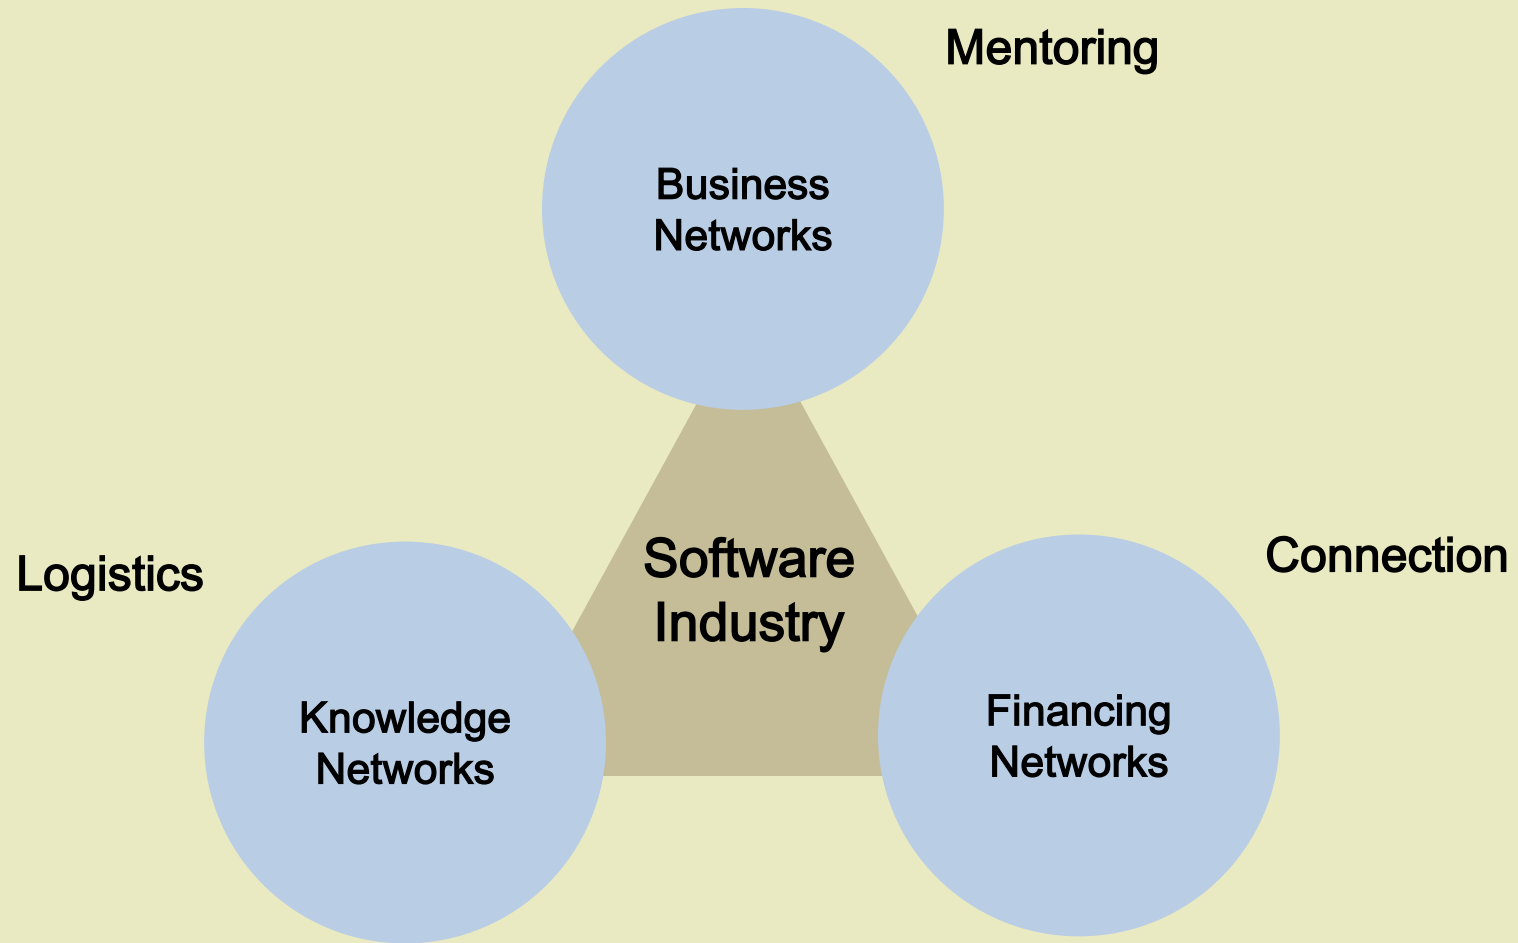 Mentoring
Business
Networks
Software
Industry
Logistics
Connection
Knowledge
Networks
Financing
Networks